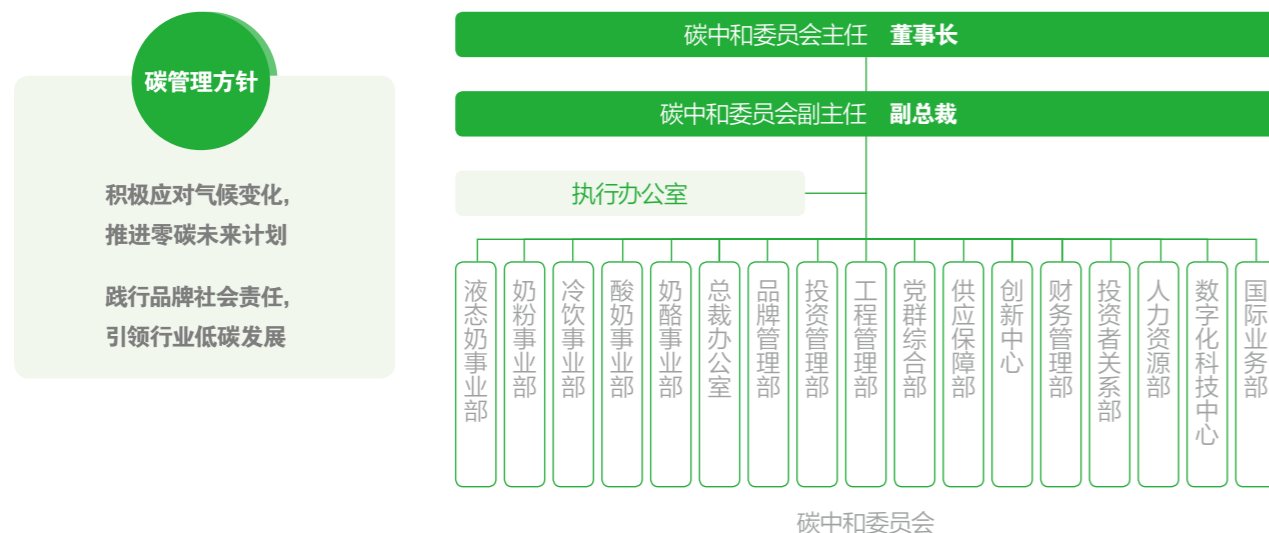 碳管理方针
积极应对气候变化,
推进零碳未来计划
践行品牌社会责任,
引领行业低碳发展
碳中和委员会主任 董事长
碳中和委员会副主任 副总裁
执行办公室
液态奶事业部
奶粉事业部
冷饮事业部
酸奶事业部
奶酪事业部
总裁办公室
品牌管理部
投资管理部
工程管理部
党群综合部
供应保障部
创新中心
财务管理部
投资者关系部
人力资源部
数字化科技中心
国际业务部
碳中和委员会